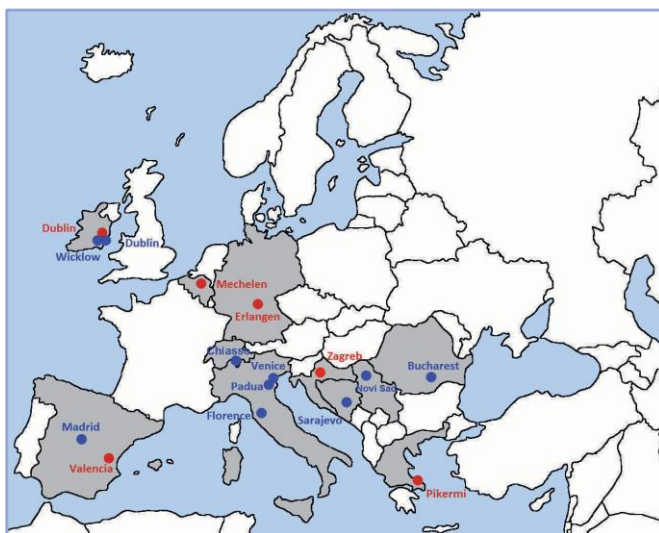 Dublin
Dublin
Wicklow
Mechelen
Erlangen
Chiasso
Venice
Zagreb
Bucharest
Padua
Novi Sad
Florence
Sarajevo
Madrid
Valencia
Pikermi